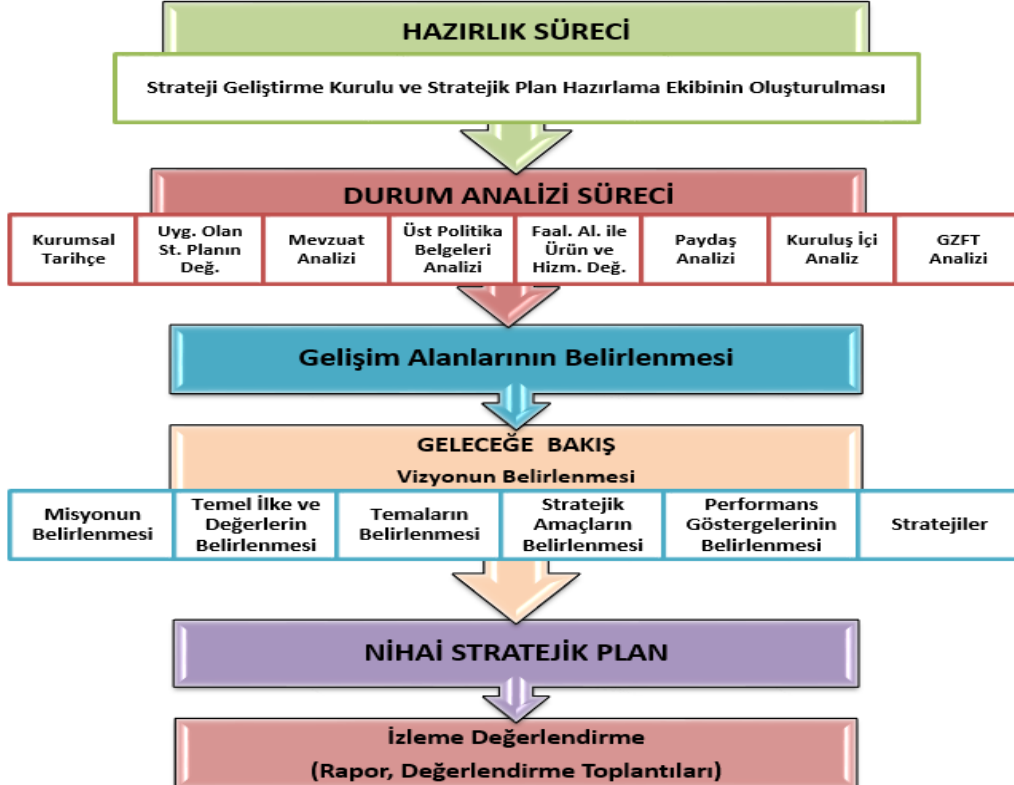 HAZIRLIK SÜRECİ
Strateji Geliştirme Kurulu ve Stratejik Plan Hazırlama Ekibinin Oluşturulması
DURUM ANALİZİ SÜRECİ
Kurumsal
Tarihçe
Uyg. Olan
St. Planın
Değ.
Mevzuat
Analizi
Üst Politika
Belgeleri
Analizi
Faal. Al. ile
Ürün ve
Hizm. Değ.
Paydaş
Analizi
Kuruluş İçi
Analiz
GZFT
Analizi
Gelişim Alanlarının Belirlenmesi
GELECEĞE BAKIŞ
Vizyonun Belirlenmesi
Misyonun
Belirlenmesi
Temel İlke ve
Değerlerin
Belirlenmesi
Temaların
Belirlenmesi
Stratejik
Amaçların
Belirlenmesi
Performans
Göstergelerinin
Belirlenmesi
Stratejiler
NİHAİ STRATEJİK PLAN
İzleme Değerlendirme
(Rapor, Değerlendirme Toplantıları)